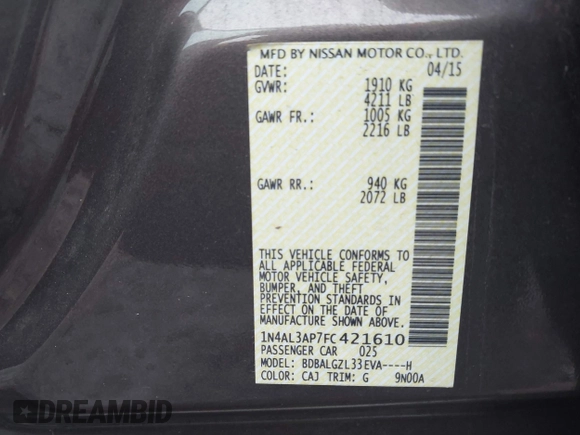 MFD BY NISSAN MOTOR CO., LTD.
DATE: 04/15
GVWR: 1910 KG
4211 LB
GAWR FR.: 1005 KG
2216 LB
GAWR RR.: 940 KG
2072 LB
THIS VEHICLE CONFORMS TO
ALL APPLICABLE FEDERAL
MOTOR VEHICLE SAFETY,
BUMPER, AND THEFT
PREVENTION STANDARDS IN
EFFECT ON THE DATE OF
MANUFACTURE SHOWN ABOVE.
1N4AL3AP7FC421610
PASSENGER CAR 025
MODEL: BDBALGZL33EVA----H
COLOR: CAJ TRIM: G 9N00A
DREAMBID